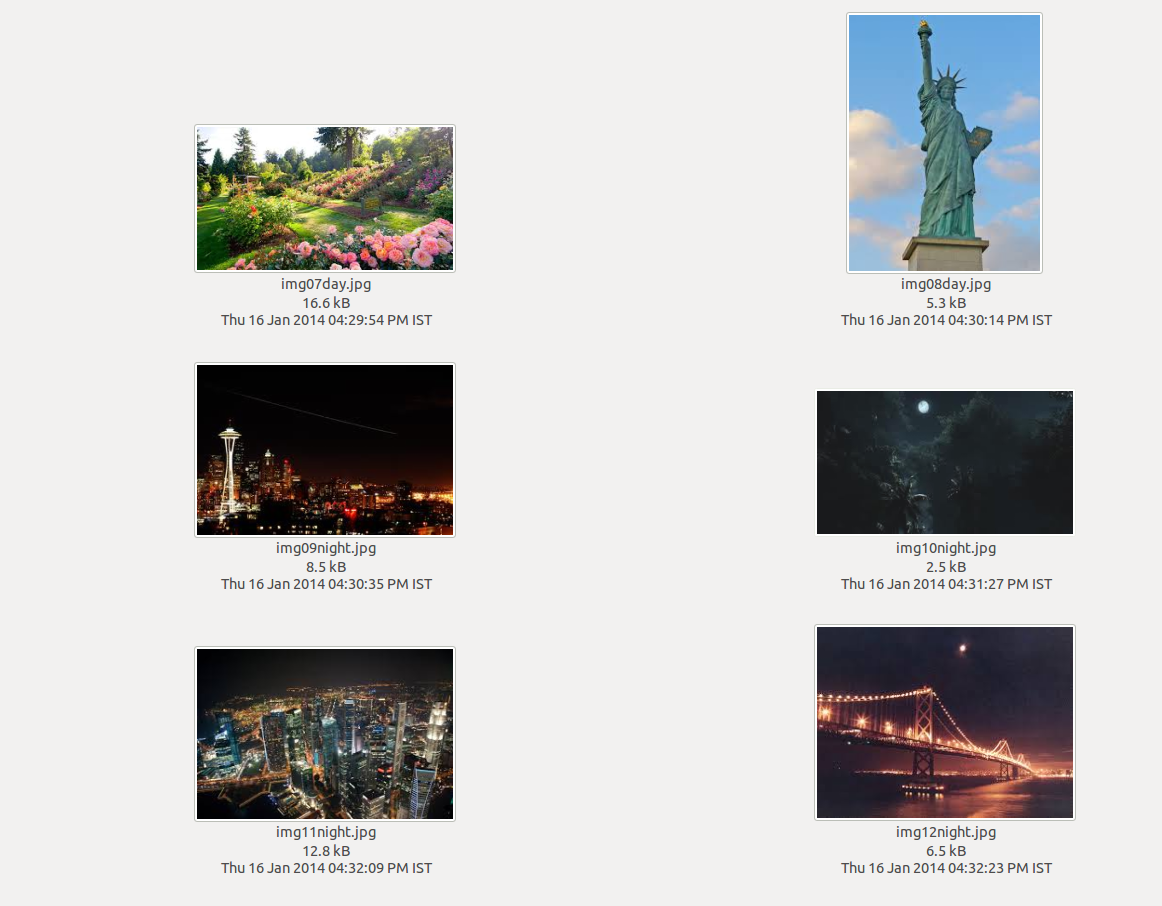 img07day.jpg
16.6 kB
Thu 16 Jan 2014 04:29:54 PM IST
img08day.jpg
5.3 kB
Thu 16 Jan 2014 04:30:14 PM IST
img09night.jpg
8.5 kB
Thu 16 Jan 2014 04:30:35 PM IST
img10night.jpg
2.5 kB
Thu 16 Jan 2014 04:31:27 PM IST
img11night.jpg
12.8 kB
Thu 16 Jan 2014 04:32:09 PM IST
img12night.jpg
6.5 kB
Thu 16 Jan 2014 04:32:23 PM IST